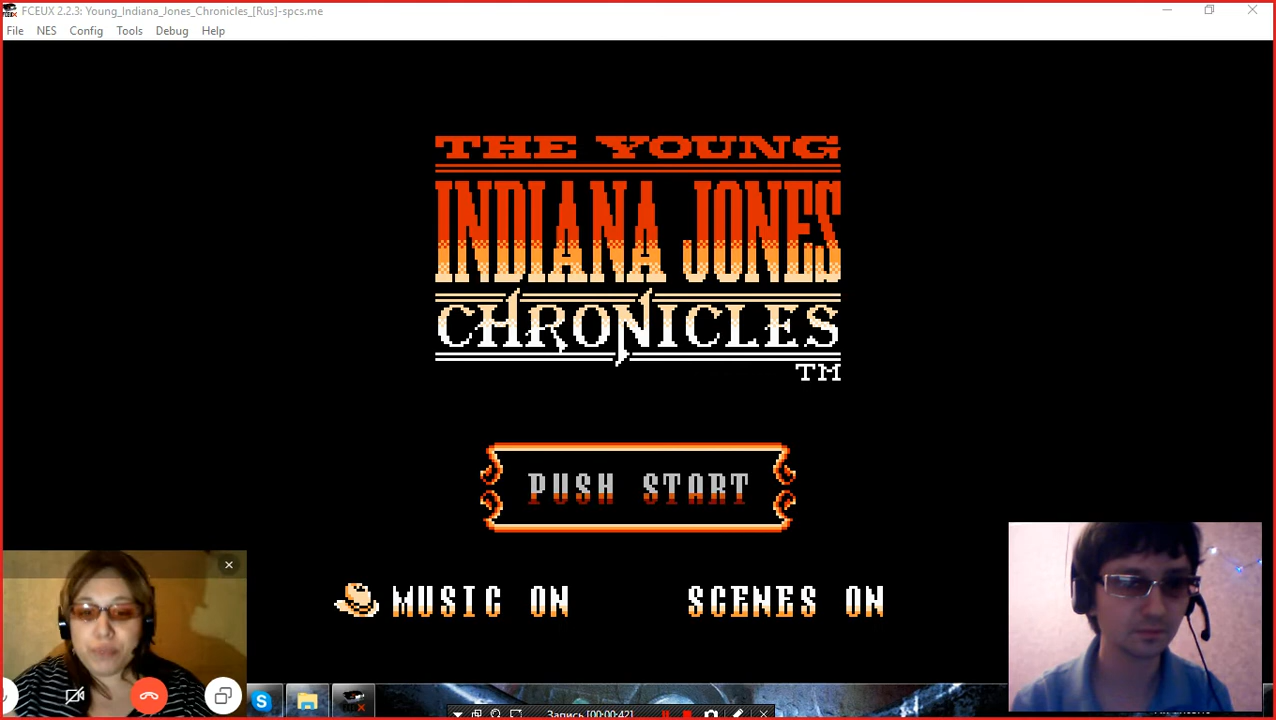 FCEUX 2.2.3: Young_Indiana_Jones_Chronicles_[Rus]-spcs.me
File NES Config Tools Debug Help
THE YOUNG
INDIANA JONES
CHRONICLES
TM
PUSH START
MUSIC ON SCENES ON
Запись [00:00:42]